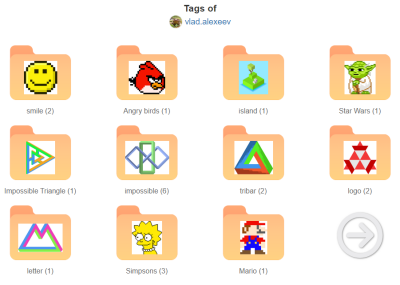 Tags of
vlad.alexeev
smile (2)
Angry birds (1)
island (1)
Star Wars (1)
Impossible Triangle (1)
impossible (6)
tribar (2)
logo (2)
letter (1)
Simpsons (3)
Mario (1)